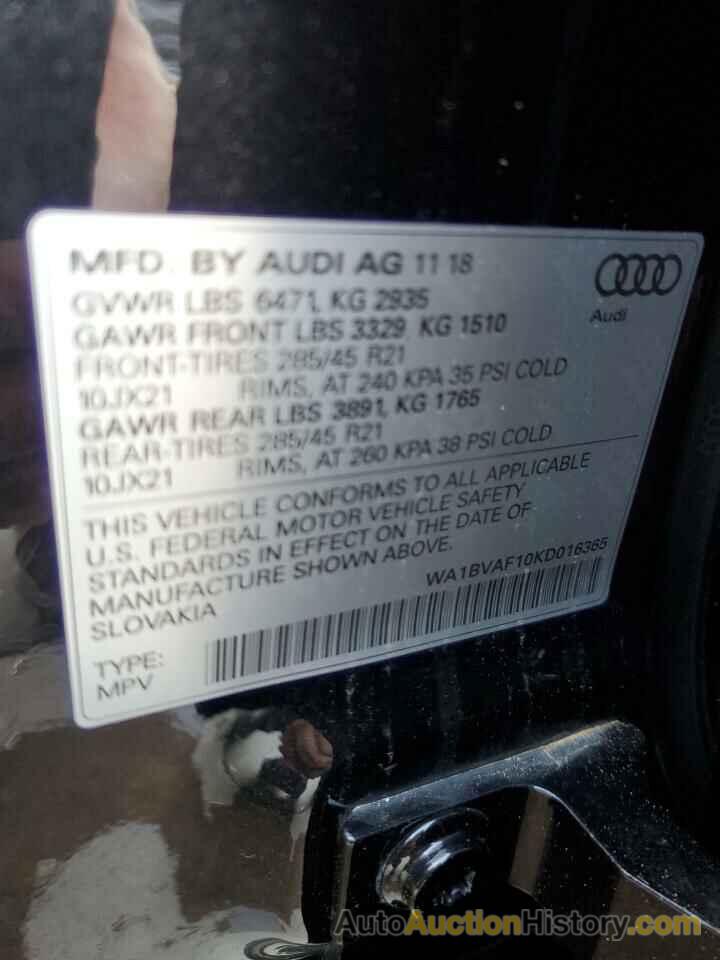 MFD. BY AUDI AG 11 18
Audi
GVWR LBS 6471, KG 2935
GAWR FRONT LBS 3329 KG 1510
FRONT-TIRES 285/45 R21
10JX21 RIMS, AT 240 KPA 35 PSI COLD
GAWR REAR LBS 3891, KG 1765
REAR-TIRES 285/45 R21
10JX21 RIMS, AT 260 KPA 38 PSI COLD
THIS VEHICLE CONFORMS TO ALL APPLICABLE
U.S. FEDERAL MOTOR VEHICLE SAFETY
STANDARDS IN EFFECT ON THE DATE OF
MANUFACTURE SHOWN ABOVE.
SLOVAKIA
WA1BVAF10KD016365
TYPE:
MPV
AutoAuctionHistory.com